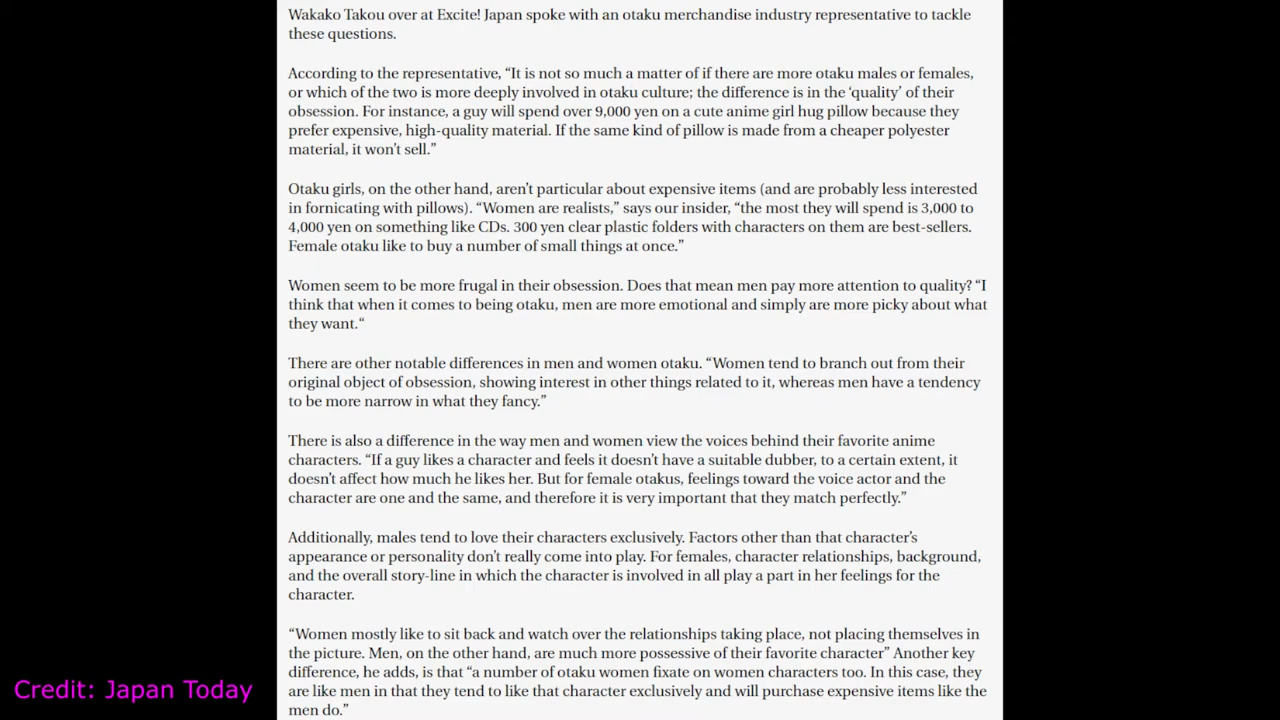 Wakako Takou over at Excite! Japan spoke with an otaku merchandise industry representative to tackle
these questions.
According to the representative, “It is not so much a matter of if there are more otaku males or females,
or which of the two is more deeply involved in otaku culture; the difference is in the ‘quality’ of their
obsession. For instance, a guy will spend over 9,000 yen on a cute anime girl hug pillow because they
prefer expensive, high-quality material. If the same kind of pillow is made from a cheaper polyester
material, it won’t sell.”
Otaku girls, on the other hand, aren’t particular about expensive items (and are probably less interested
in fornicating with pillows). “Women are realists,” says our insider, “the most they will spend is 3,000 to
4,000 yen on something like CDs. 300 yen clear plastic folders with characters on them are best-sellers.
Female otaku like to buy a number of small things at once.”
Women seem to be more frugal in their obsession. Does that mean men pay more attention to quality? “I
think that when it comes to being otaku, men are more emotional and simply are more picky about what
they want.“
There are other notable differences in men and women otaku. “Women tend to branch out from their
original object of obsession, showing interest in other things related to it, whereas men have a tendency
to be more narrow in what they fancy.”
There is also a difference in the way men and women view the voices behind their favorite anime
characters. “If a guy likes a character and feels it doesn’t have a suitable dubber, to a certain extent, it
doesn’t affect how much he likes her. But for female otakus, feelings toward the voice actor and the
character are one and the same, and therefore it is very important that they match perfectly.”
Additionally, males tend to love their characters exclusively. Factors other than that character’s
appearance or personality don’t really come into play. For females, character relationships, background,
and the overall story-line in which the character is involved in all play a part in her feelings for the
character.
“Women mostly like to sit back and watch over the relationships taking place, not placing themselves in
the picture. Men, on the other hand, are much more possessive of their favorite character” Another key
difference, he adds, is that “a number of otaku women fixate on women characters too. In this case, they
are like men in that they tend to like that character exclusively and will purchase expensive items like the
men do.”
Credit: Japan Today